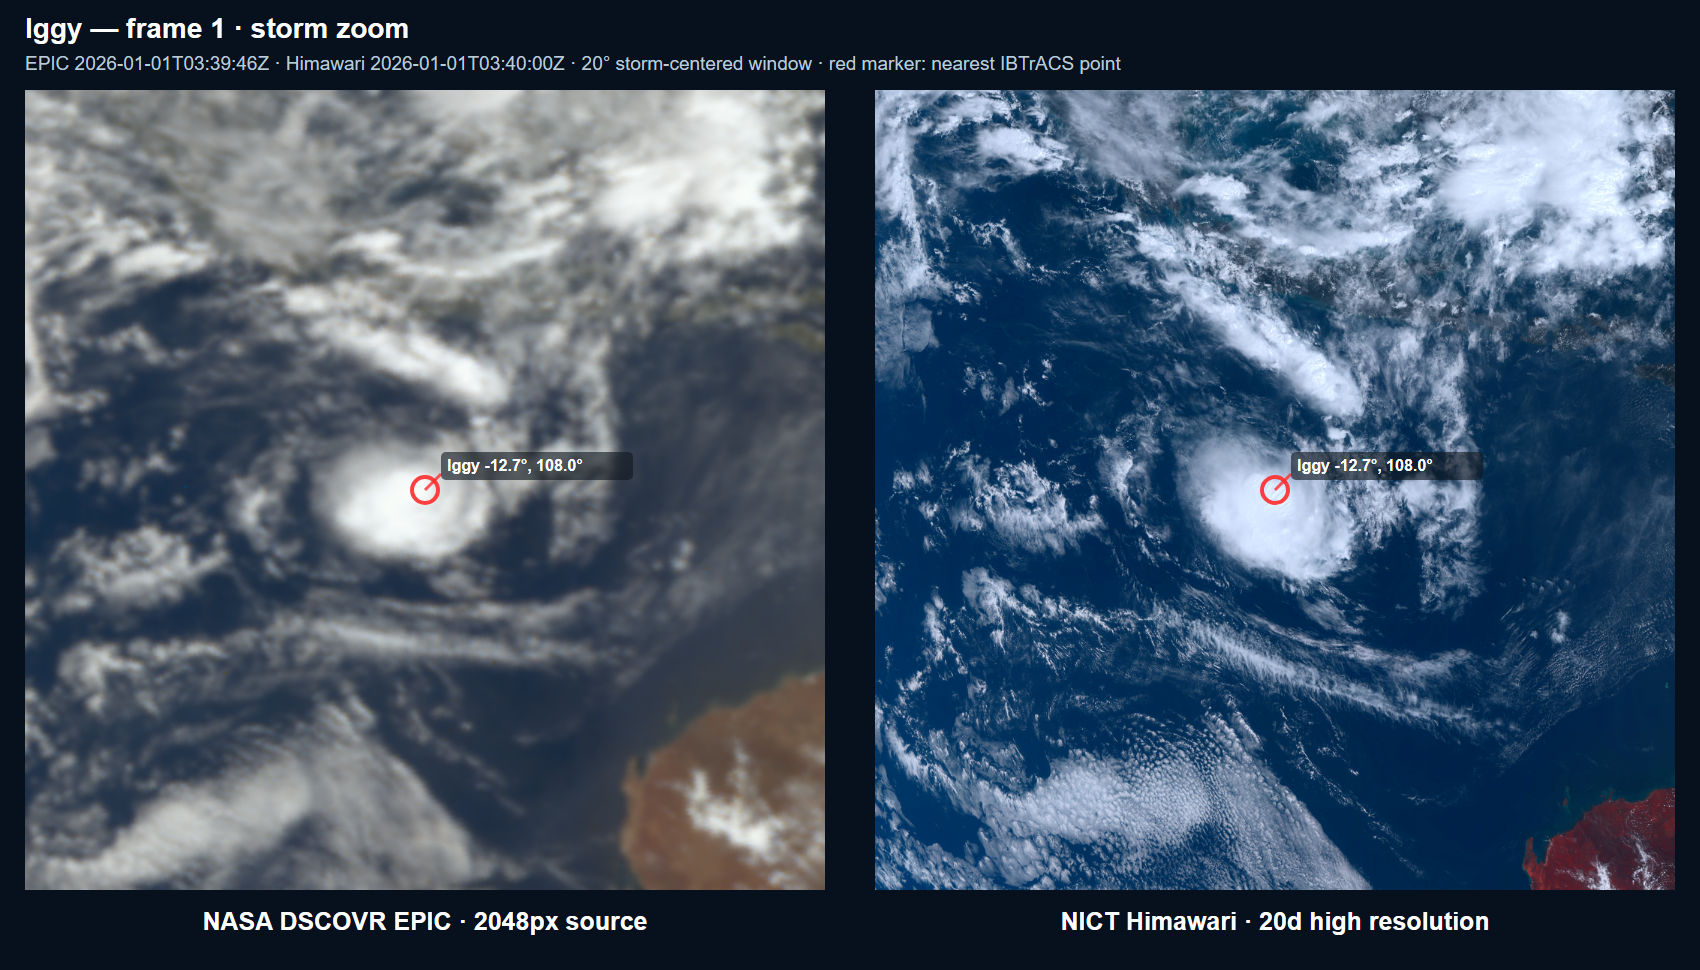 Iggy — frame 1 · storm zoom
EPIC 2026-01-01T03:39:46Z · Himawari 2026-01-01T03:40:00Z · 20° storm-centered window · red marker: nearest IBTrACS point
Iggy -12.7°, 108.0°
Iggy -12.7°, 108.0°
NASA DSCOVR EPIC · 2048px source
NICT Himawari · 20d high resolution